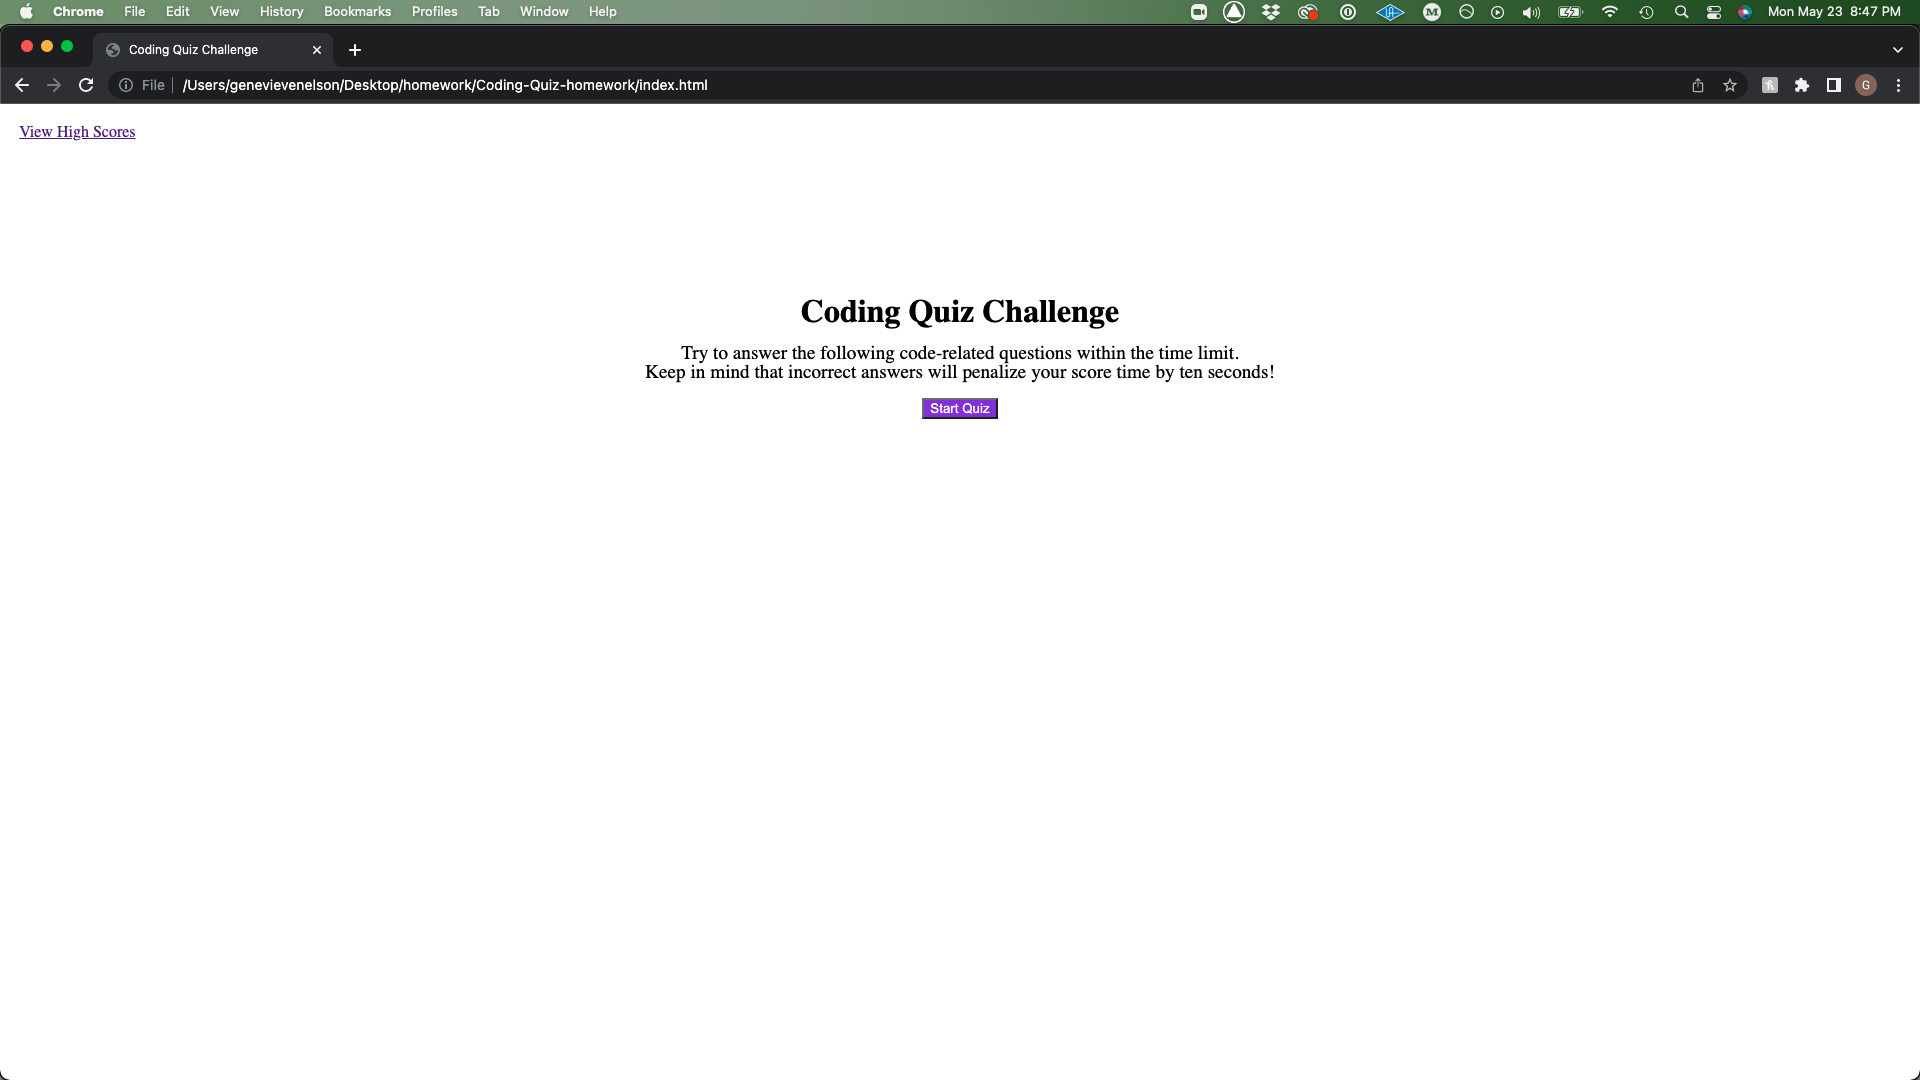 Chrome File Edit View History Bookmarks Profiles Tab Window Help Mon May 23 8:47 PM
Coding Quiz Challenge
File /Users/genevievenelson/Desktop/homework/Coding-Quiz-homework/index.html G
View High Scores
Coding Quiz Challenge
Try to answer the following code-related questions within the time limit.
Keep in mind that incorrect answers will penalize your score time by ten seconds!
Start Quiz